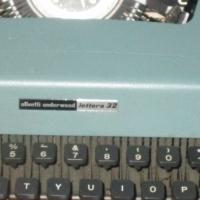 olivetti underwood lettera 32
% & ' ( )
5 6 7 8 9 0
T Y U I O P